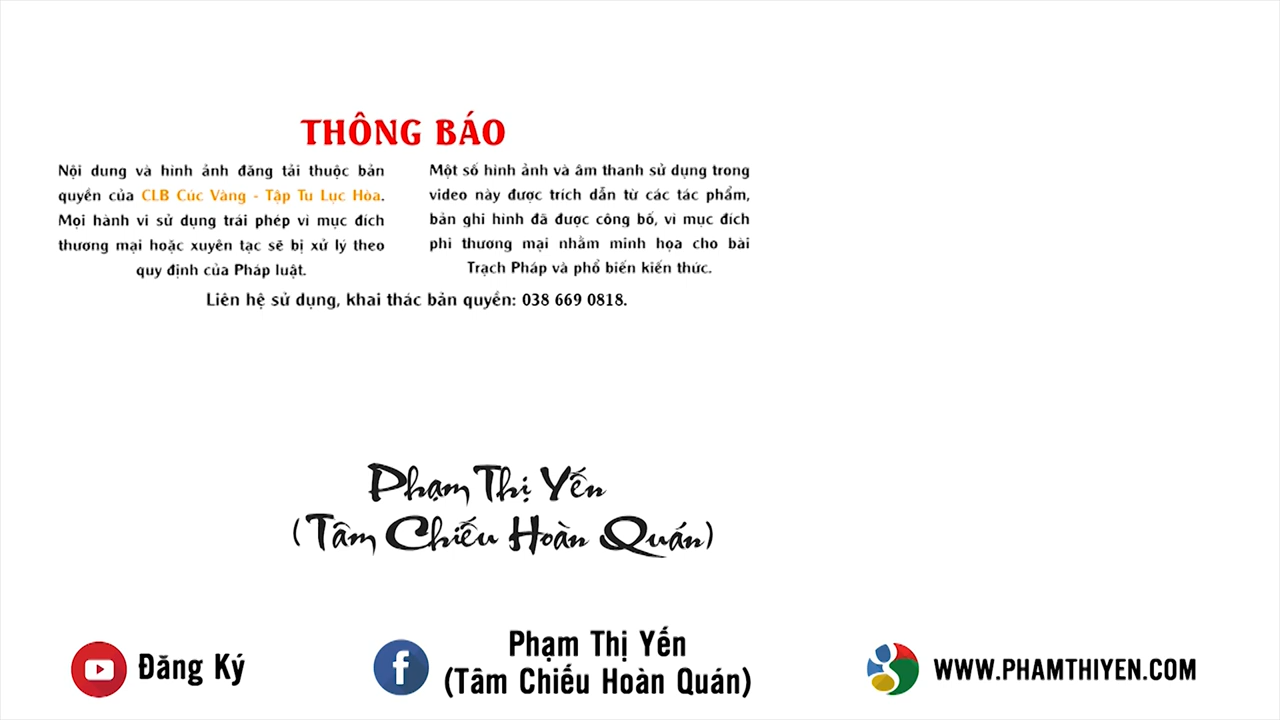 THÔNG BÁO
Nội dung và hình ảnh đăng tải thuộc bản
quyền của CLB Cúc Vàng - Tập Tu Lục Hòa.
Mọi hành vi sử dụng trái phép vì mục đích
thương mại hoặc xuyên tạc sẽ bị xử lý theo
quy định của Pháp luật.
Một số hình ảnh và âm thanh sử dụng trong
video này được trích dẫn từ các tác phẩm,
bản ghi hình đã được công bố, vì mục đích
phi thương mại nhằm minh họa cho bài
Trạch Pháp và phổ biến kiến thức.
Liên hệ sử dụng, khai thác bản quyền: 038 669 0818.
Phạm Thị Yến
(Tâm Chiếu Hoàn Quán)
Đăng Ký
Phạm Thị Yến
(Tâm Chiếu Hoàn Quán)
WWW.PHAMTHIYEN.COM